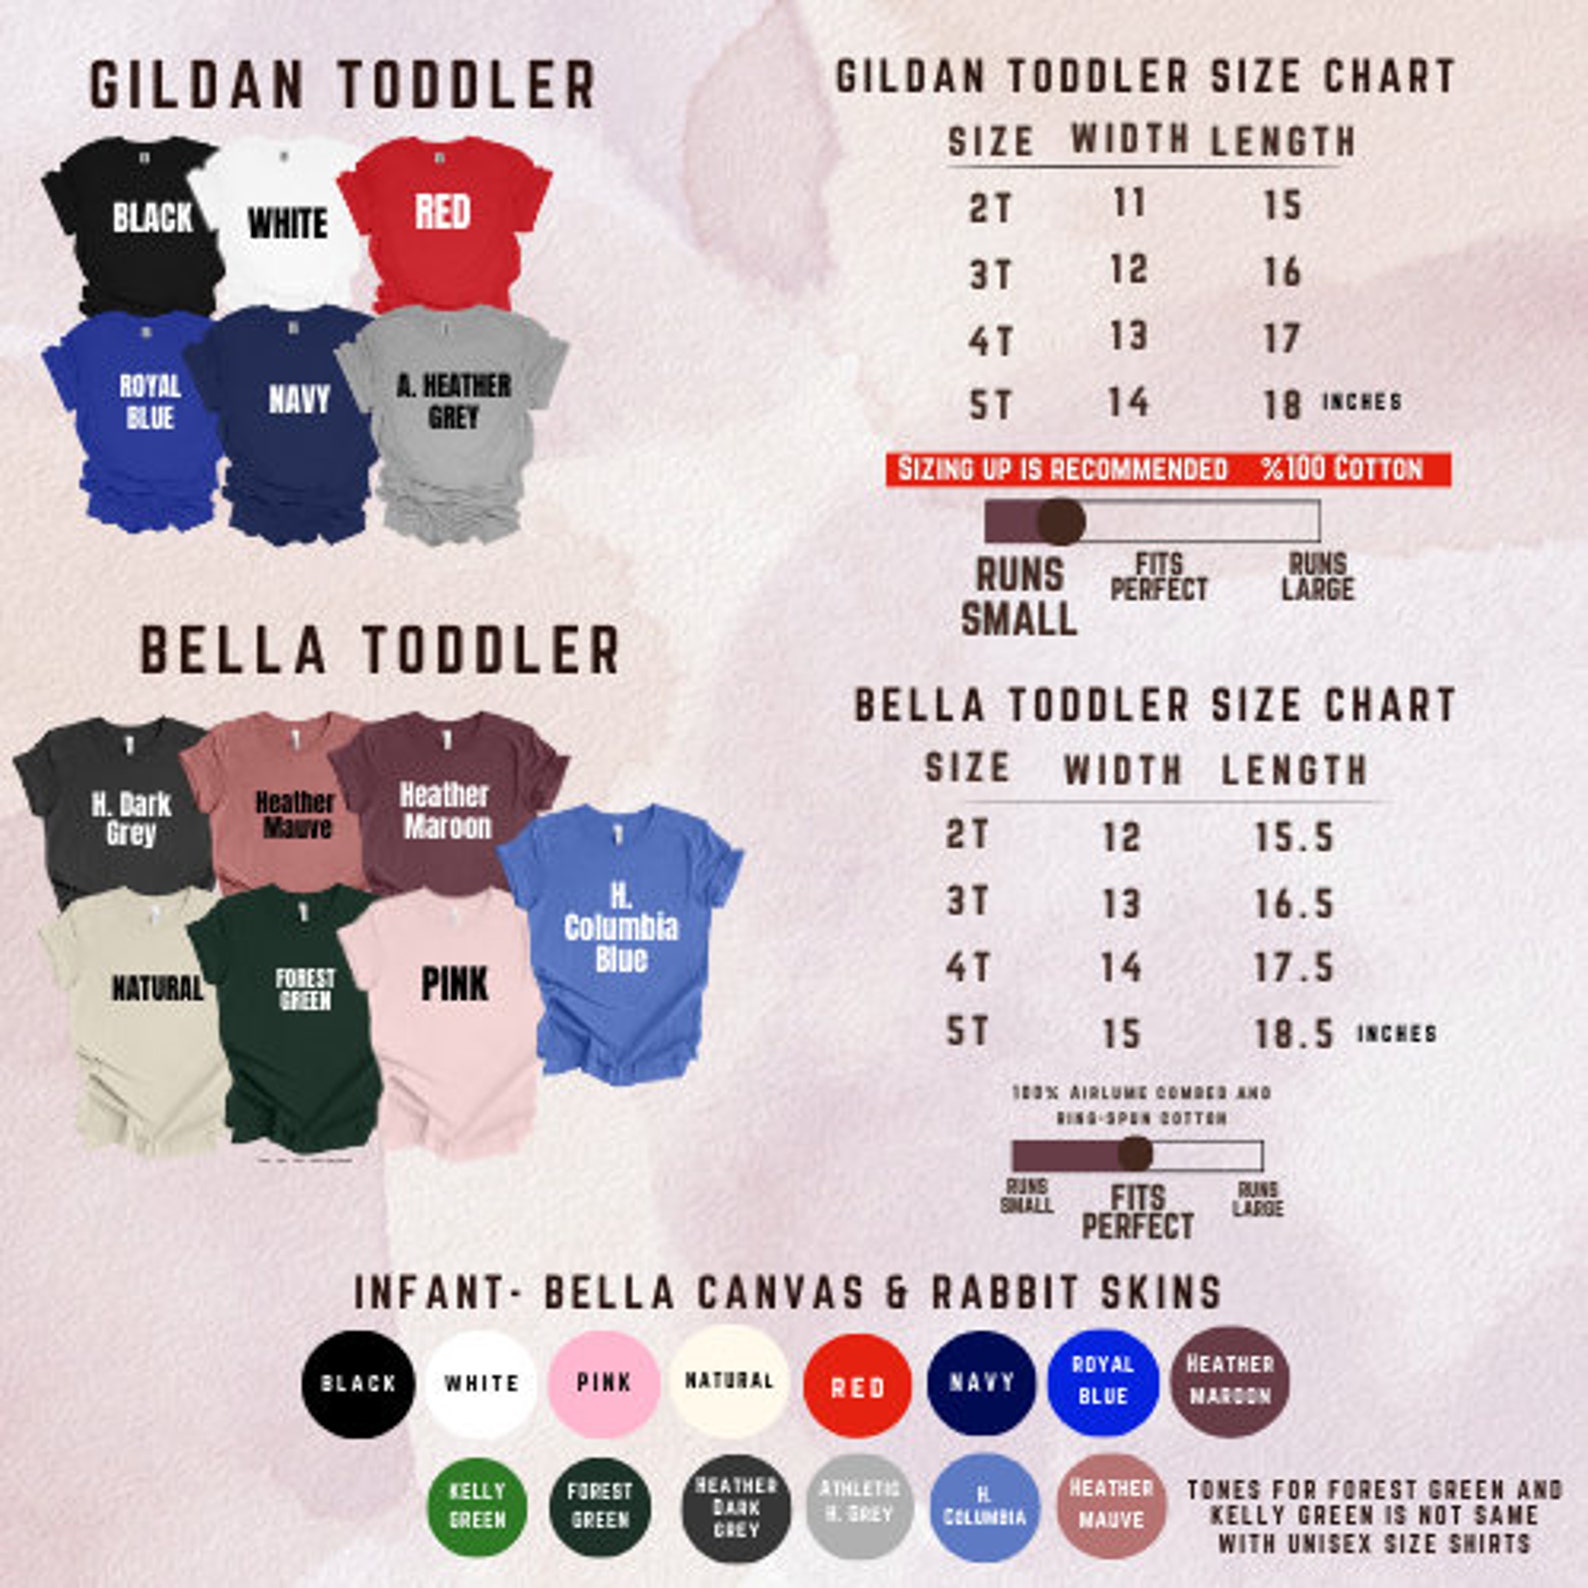 GILDAN TODDLER
BLACK
WHITE
RED
ROYAL
BLUE
NAVY
A. HEATHER
GREY
GILDAN TODDLER SIZE CHART
SIZE WIDTH LENGTH
2T 11 15
3T 12 16
4T 13 17
5T 14 18 INCHES
SIZING UP IS RECOMMENDED %100 COTTON
RUNS
SMALL
FITS
PERFECT
RUNS
LARGE
BELLA TODDLER
H. Dark
Grey
Heather
Mauve
Heather
Maroon
H.
Columbia
Blue
NATURAL
FOREST
GREEN
PINK
BELLA TODDLER SIZE CHART
SIZE WIDTH LENGTH
2T 12 15.5
3T 13 16.5
4T 14 17.5
5T 15 18.5 INCHES
100% AIRLUME COMBED AND
RING-SPUN COTTON
RUNS
SMALL
FITS
PERFECT
RUNS
LARGE
INFANT- BELLA CANVAS & RABBIT SKINS
BLACK
WHITE
PINK
NATURAL
RED
NAVY
ROYAL
BLUE
HEATHER
MAROON
KELLY
GREEN
FOREST
GREEN
HEATHER
DARK
GREY
ATHLETIC
H. GREY
H.
COLUMBIA
HEATHER
MAUVE
TONES FOR FOREST GREEN AND
KELLY GREEN IS NOT SAME
WITH UNISEX SIZE SHIRTS